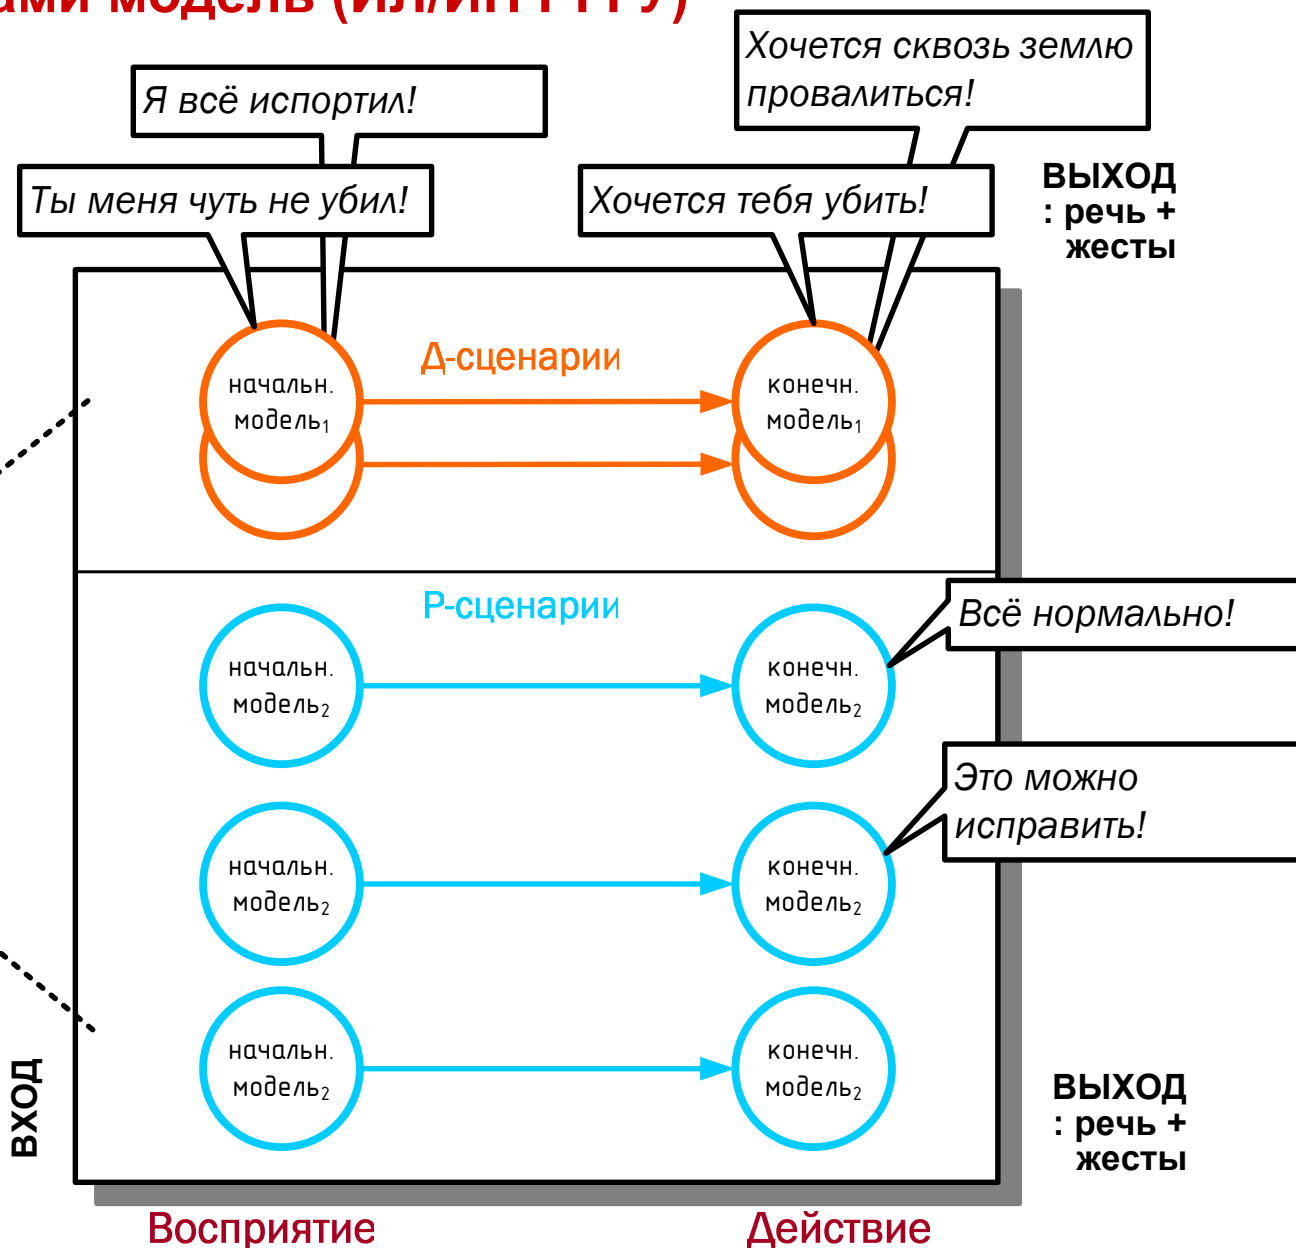 модель
Хочется сквозь землю
провалиться!
Я всё испортил!
Ты меня чуть не убил!
Хочется тебя убить!
ВЫХОД
: речь +
жесты
Д-сценарии
начальн.
модель₁
конечн.
модель₁
Р-сценарии
начальн.
модель₂
конечн.
модель₂
Всё нормально!
Это можно
исправить!
начальн.
модель₂
конечн.
модель₂
начальн.
модель₂
конечн.
модель₂
ВХОД
ВЫХОД
: речь +
жесты
Восприятие
Действие